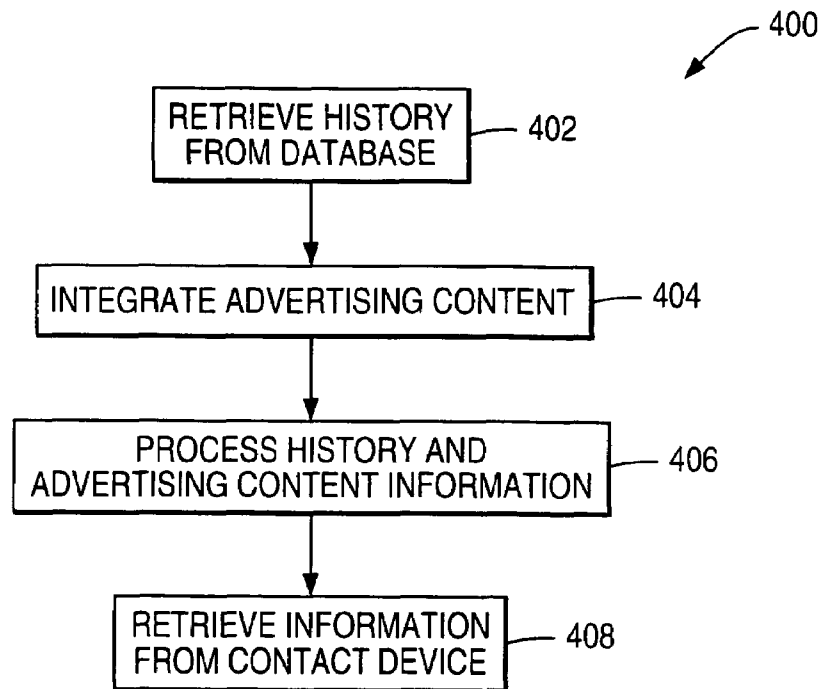 400
RETRIEVE HISTORY
FROM DATABASE
402
INTEGRATE ADVERTISING CONTENT
404
PROCESS HISTORY AND
ADVERTISING CONTENT INFORMATION
406
RETRIEVE INFORMATION
FROM CONTACT DEVICE
408